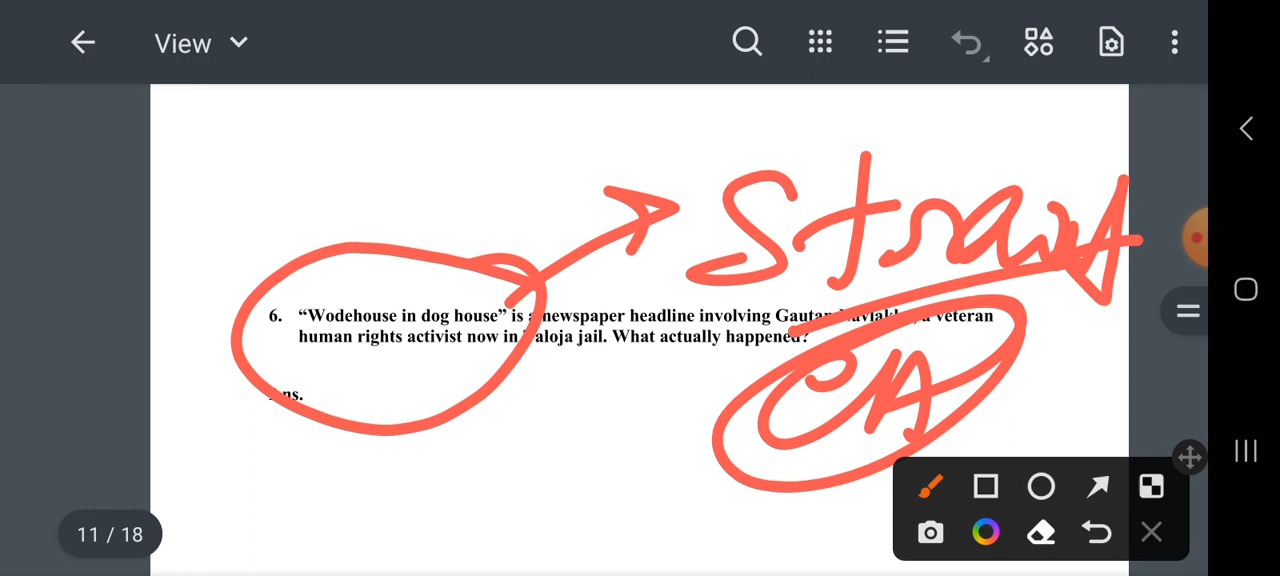 View
6. "Wodehouse in dog house" is a newspaper headline involving Gautam Navlakha, a veteran
human rights activist now in Taloja jail. What actually happened?
Ans.
CA
11 / 18